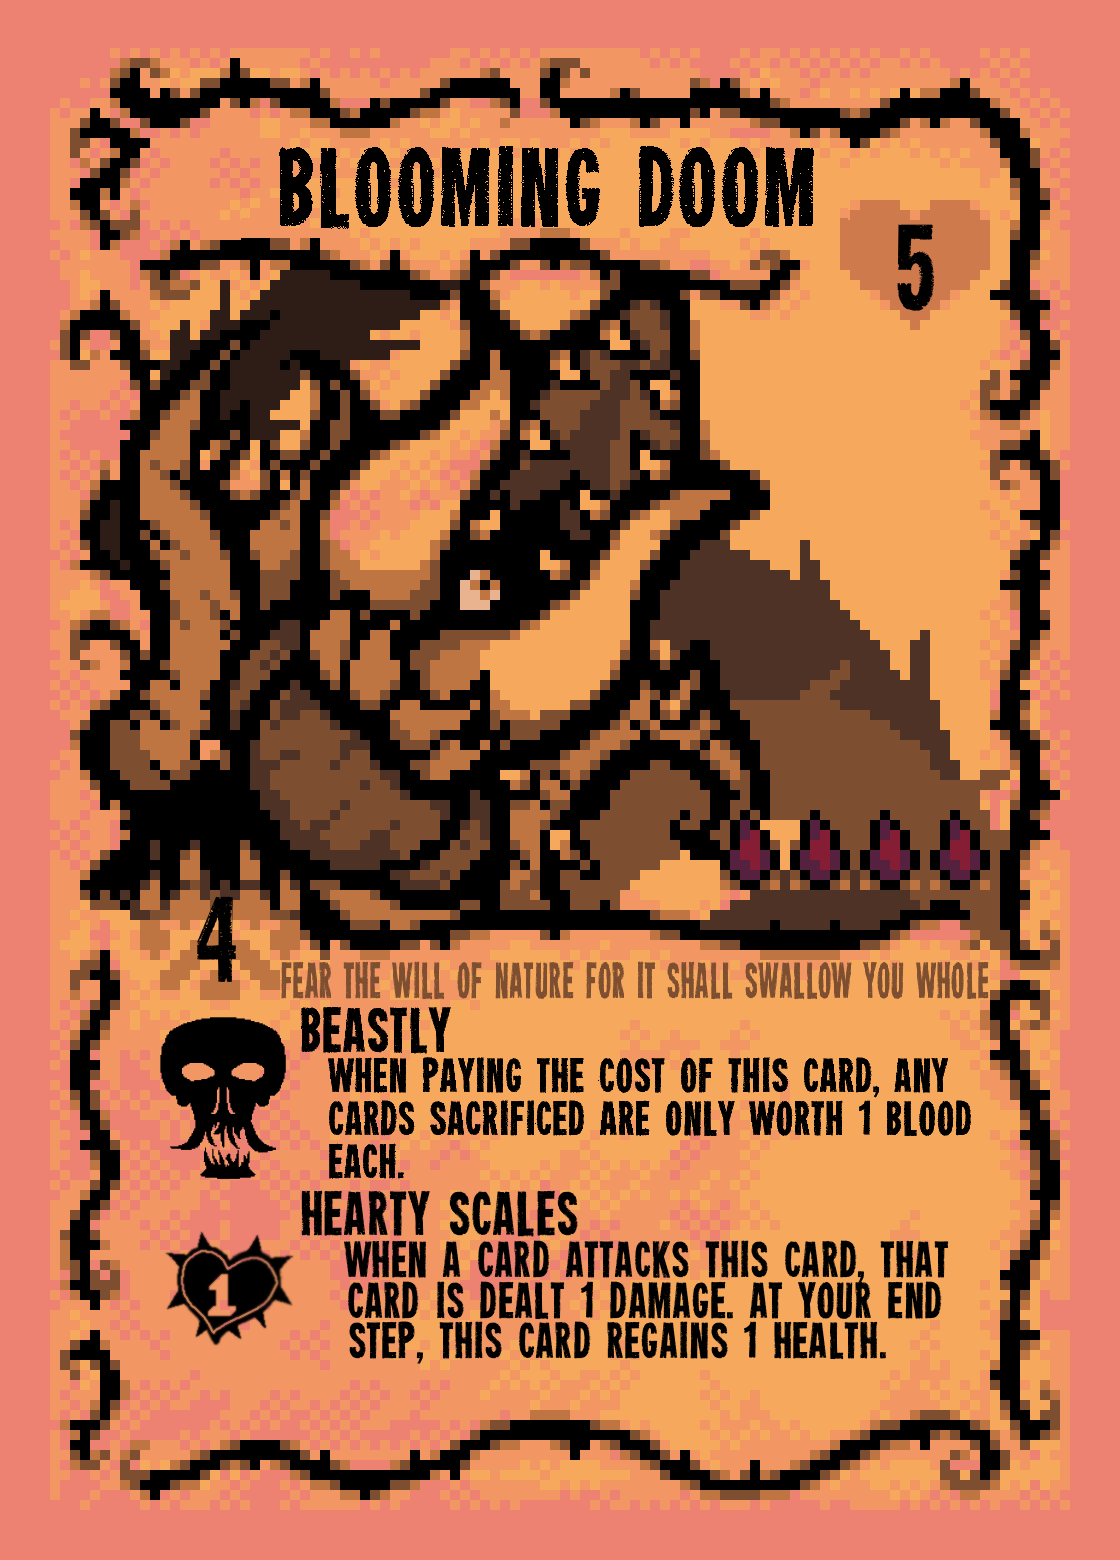 BLOOMING DOOM
5
4
FEAR THE WILL OF NATURE FOR IT SHALL SWALLOW YOU WHOLE
BEASTLY
WHEN PAYING THE COST OF THIS CARD, ANY
CARDS SACRIFICED ARE ONLY WORTH 1 BLOOD
EACH.
HEARTY SCALES
1
WHEN A CARD ATTACKS THIS CARD, THAT
CARD IS DEALT 1 DAMAGE. AT YOUR END
STEP, THIS CARD REGAINS 1 HEALTH.